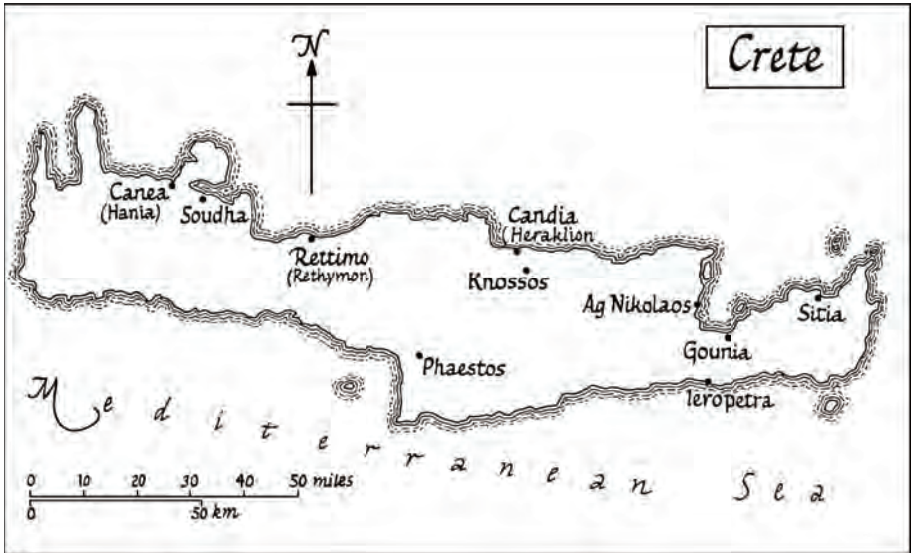 Crete
N
Canea
(Hania)
Soudha
Rettimo
(Rethymor.)
Candia
(Heraklion
Knossos
Ag Nikolaos
Sitia
Gounia
Phaestos
Ieropetra
Mediterranean Sea
0 10 20 30 40 50 miles
0 50 km